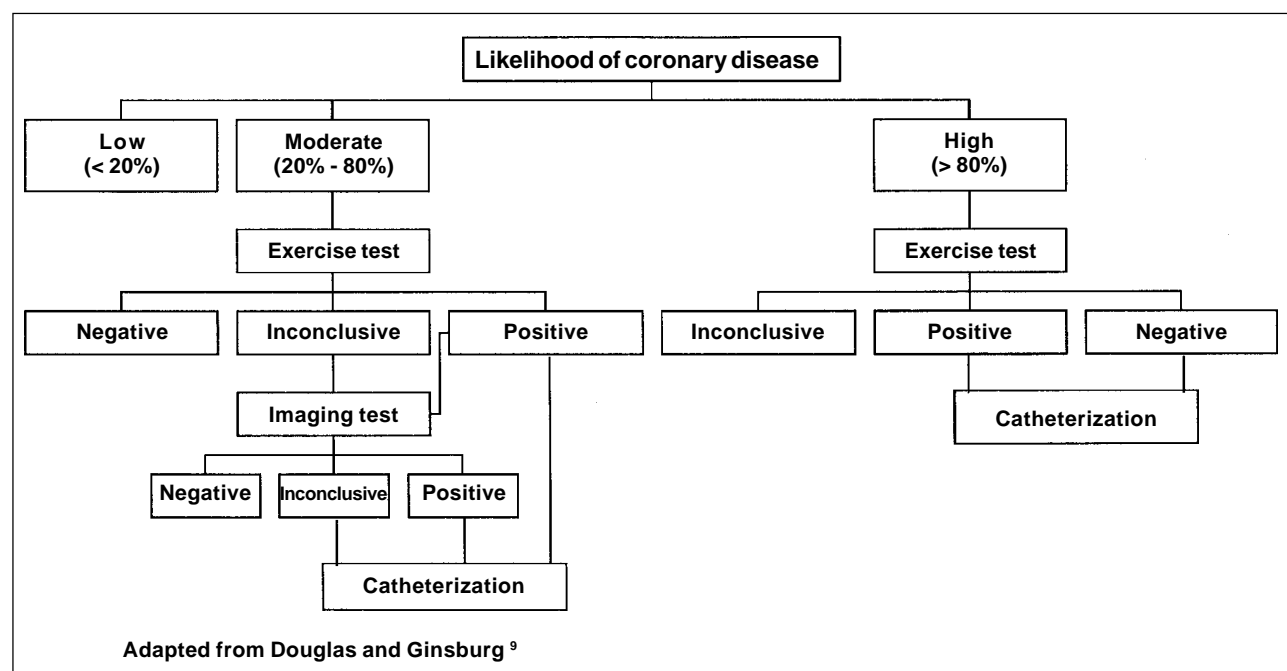 Likelihood of coronary disease
Low
(< 20%)
Moderate
(20% - 80%)
High
(> 80%)
Exercise test
Exercise test
Negative
Inconclusive
Positive
Inconclusive
Positive
Negative
Imaging test
Catheterization
Negative
Inconclusive
Positive
Catheterization
Adapted from Douglas and Ginsburg 9